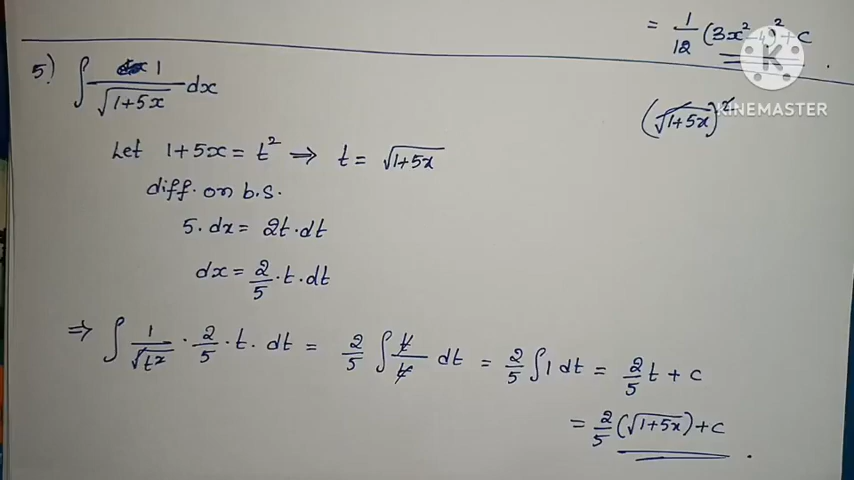 = 1/12 (3x² - 4)² + c
5) ∫ 1/√(1+5x) dx
(√(1+5x))²
KINEMASTER
Let 1+5x = t² ⇒ t = √(1+5x)
diff. on b.s.
5. dx = 2t . dt
dx = 2/5 . t . dt
⇒ ∫ 1/√t² . 2/5 . t . dt = 2/5 ∫ t/t dt = 2/5 ∫ 1 dt = 2/5 t + c
= 2/5 (√(1+5x)) + c